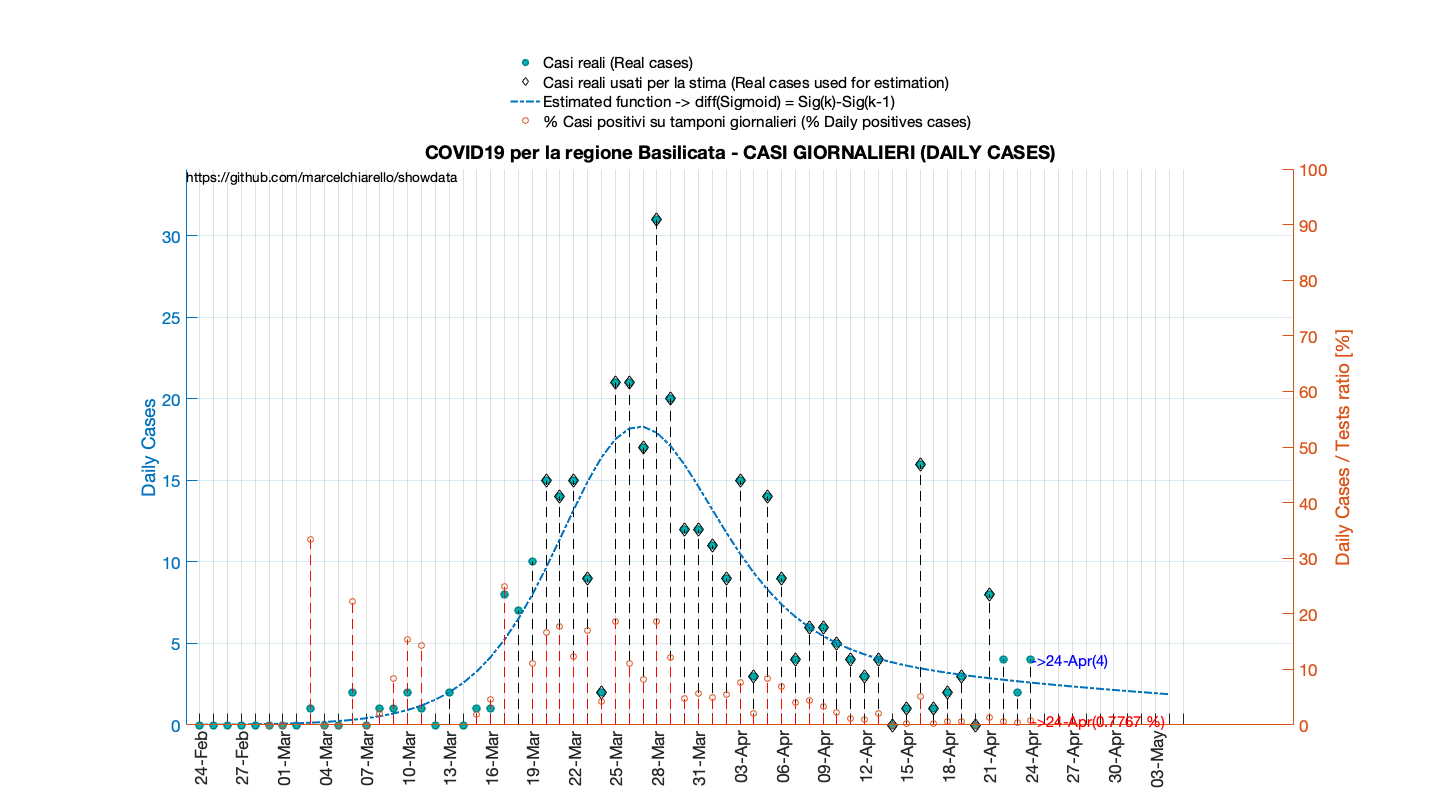 Casi reali (Real cases)
Casi reali usati per la stima (Real cases used for estimation)
Estimated function -> diff(Sigmoid) = Sig(k)-Sig(k-1)
% Casi positivi su tamponi giornalieri (% Daily positives cases)
COVID19 per la regione Basilicata - CASI GIORNALIERI (DAILY CASES)
https://github.com/marcelchiarello/showdata
Daily Cases
30
25
20
15
10
5
0
100
90
80
70
60
50
40
30
20
10
0
Daily Cases / Tests ratio [%]
->24-Apr(4)
->24-Apr(0.7767 %)
24-Feb
27-Feb
01-Mar
04-Mar
07-Mar
10-Mar
13-Mar
16-Mar
19-Mar
22-Mar
25-Mar
28-Mar
31-Mar
03-Apr
06-Apr
09-Apr
12-Apr
15-Apr
18-Apr
21-Apr
24-Apr
27-Apr
30-Apr
03-May